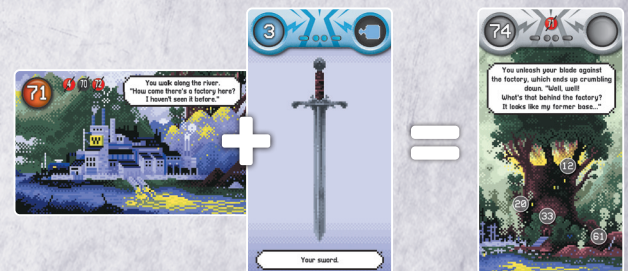 71
4 70 72
You walk along the river.
"How come there's a factory here?
I haven't seen it before."
W
+
3
Your sword.
=
74
71
You unleash your blade against
the factory, which ends up crumbling
down. "Well, well!
What's that behind the factory?
It looks like my former base..."
12
20
33
61